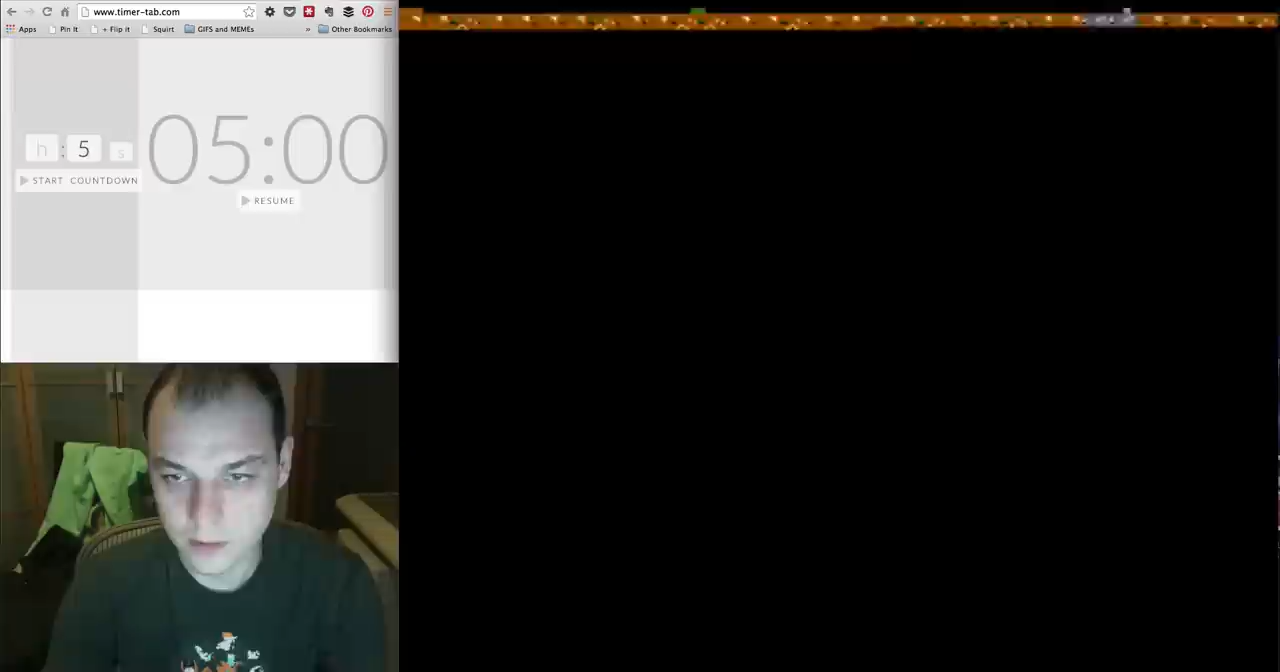 www.timer-tab.com
Apps Pin It + Flip it Squirt GIFS and MEMEs » Other Bookmarks
h : 5 s
05:00
START COUNTDOWN
RESUME